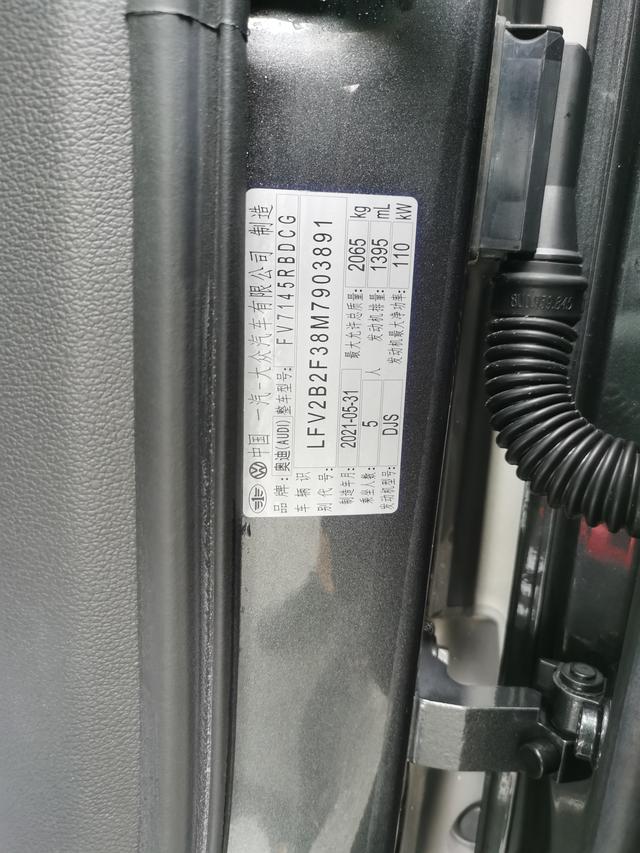 中国 一汽-大众汽车有限公司 制造
品牌: 奥迪(AUDI) 整车型号: FV7145RBDCG
车辆识别代号: LFV2B2F38M7903891
制造年月: 2021-05-31 最大允许总质量: 2065 kg
乘坐人数: 5 人 发动机排量: 1395 mL
发动机型号: DJS 发动机最大净功率: 110 kW